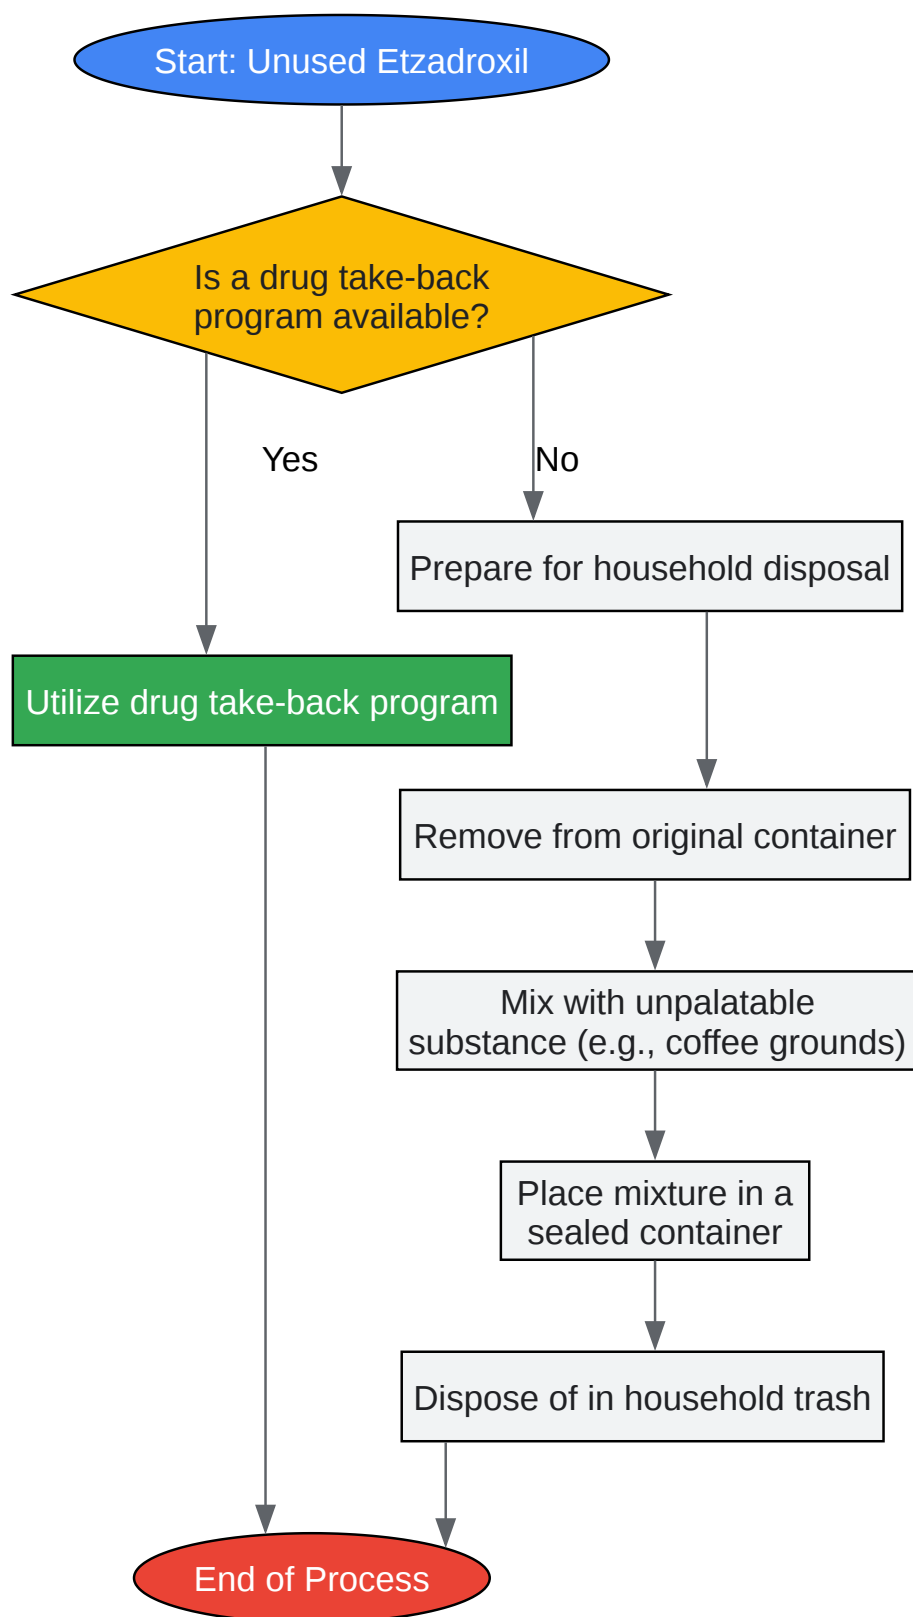 Start: Unused Etzadroxil
Is a drug take-back
program available?
Yes
No
Prepare for household disposal
Utilize drug take-back program
Remove from original container
Mix with unpalatable
substance (e.g., coffee grounds)
Place mixture in a
sealed container
Dispose of in household trash
End of Process